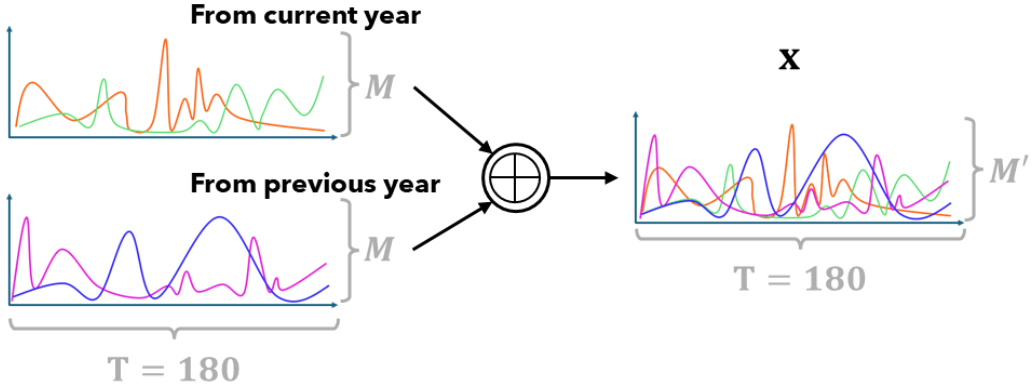 From current year
M
From previous year
M
T = 180
X
M'
T = 180